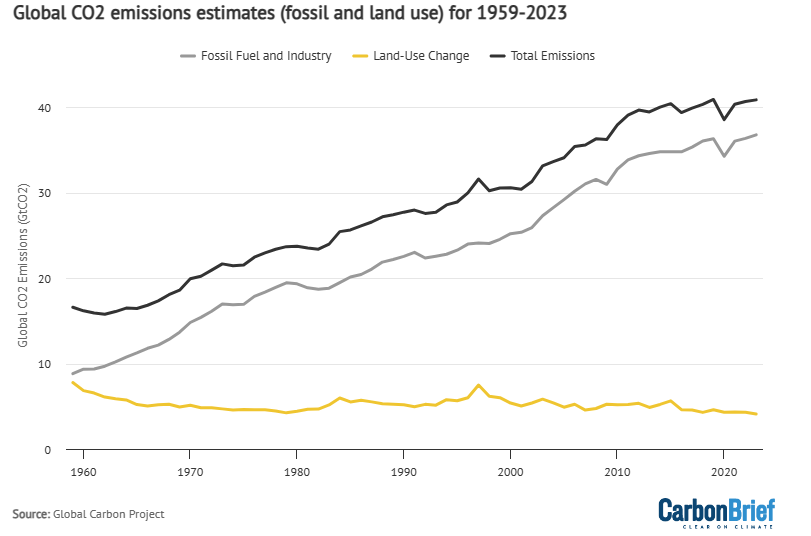 Global CO2 emissions estimates (fossil and land use) for 1959-2023
Fossil Fuel and Industry Land-Use Change Total Emissions
Global CO2 Emissions (GtCO2)
40
30
20
10
0
1960 1970 1980 1990 2000 2010 2020
Source: Global Carbon Project
CarbonBrief
CLEAR ON CLIMATE